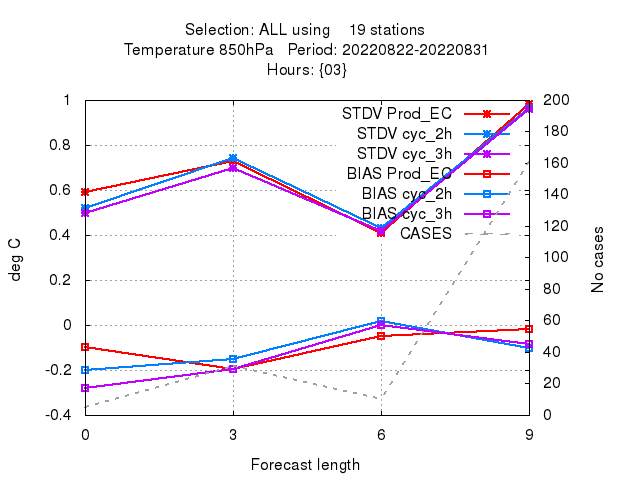 Selection: ALL using    19 stations
Temperature 850hPa   Period: 20220822-20220831
Hours: {03}
1
0.8
0.6
0.4
0.2
0
-0.2
-0.4
deg C
STDV Prod_EC
STDV cyc_2h
STDV cyc_3h
BIAS Prod_EC
BIAS cyc_2h
BIAS cyc_3h
CASES
200
180
160
140
120
100
80
60
40
20
0
No cases
0 3 6 9
Forecast length